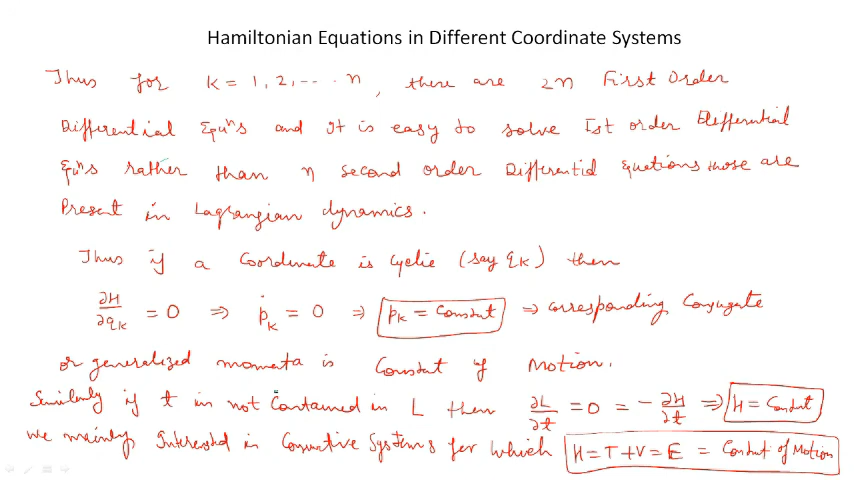 Hamiltonian Equations in Different Coordinate Systems
Thus for K = 1, 2, ---- n, there are 2n First Order
Differential Equⁿs and It is easy to solve Ist order Differential
Equⁿs rather than n second order Differential Equations those are
Present in Lagrangian dynamics.
Thus if a Coordinate is cyclic (say qₖ) then
∂H/∂qₖ = 0 ⇒ ṗₖ = 0 ⇒ pₖ = Constant ⇒ corresponding Conjugate
or generalized momenta is Constant of Motion.
Similarly if t is not Contained in L then ∂L/∂t = 0 = -∂H/∂t ⇒ H = Constant
we mainly Interested in Conservative Systems for which H = T + V = E = Constant of Motion